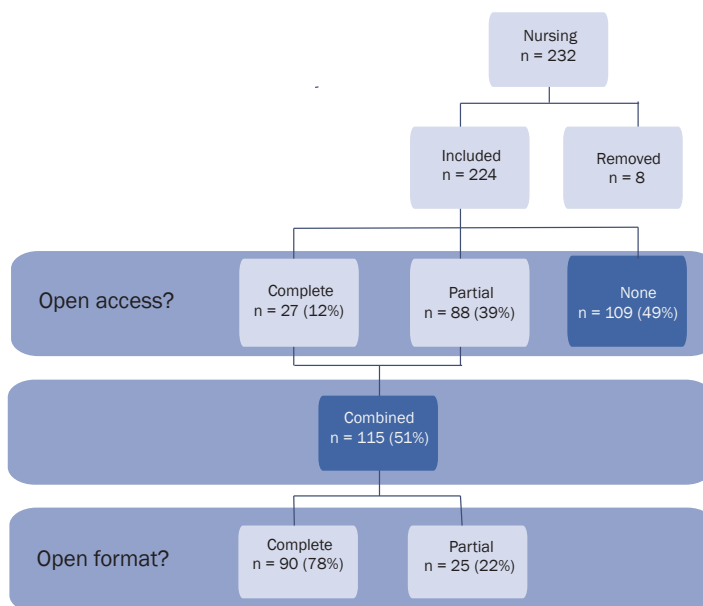 Nursing
n = 232
Included
n = 224
Removed
n = 8
Open access?
Complete
n = 27 (12%)
Partial
n = 88 (39%)
None
n = 109 (49%)
Combined
n = 115 (51%)
Open format?
Complete
n = 90 (78%)
Partial
n = 25 (22%)